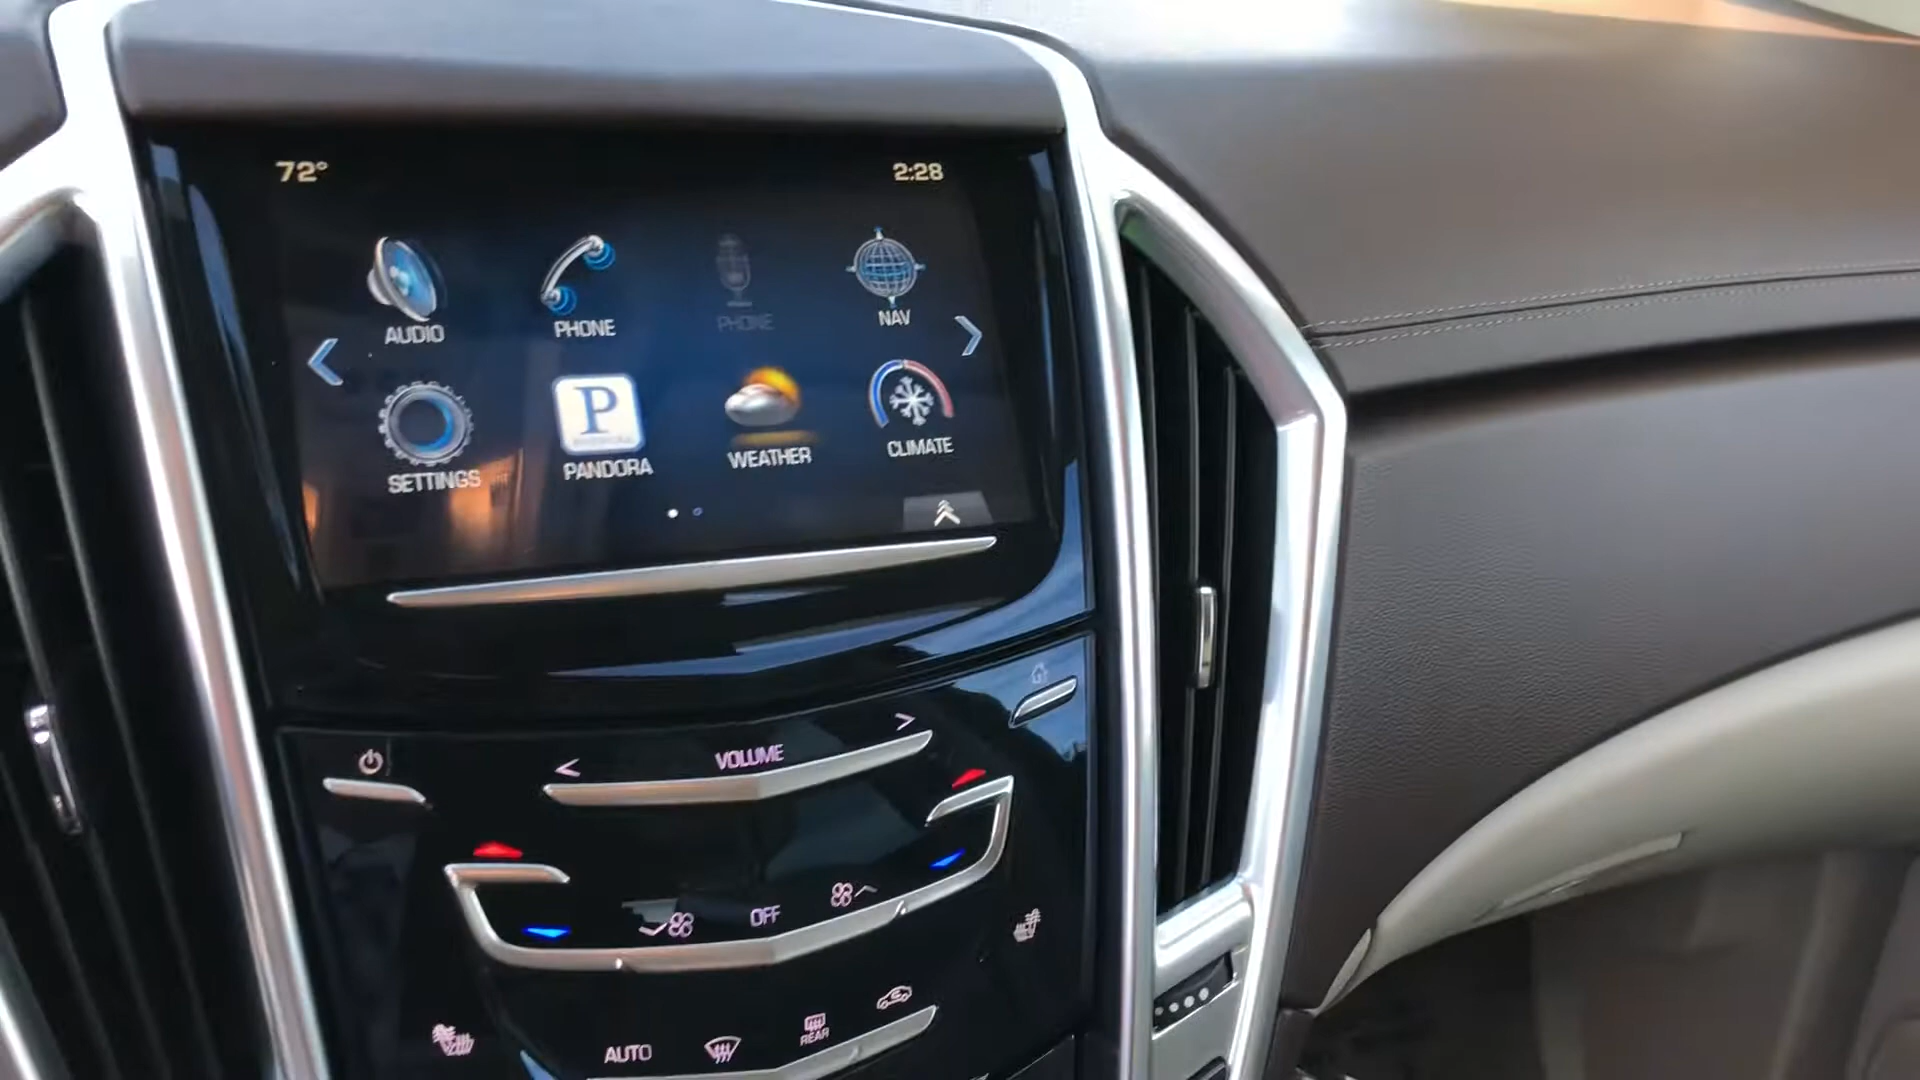 72° 2:28
AUDIO PHONE PHONE NAV
P
SETTINGS PANDORA WEATHER CLIMATE
< VOLUME >
OFF
AUTO REAR